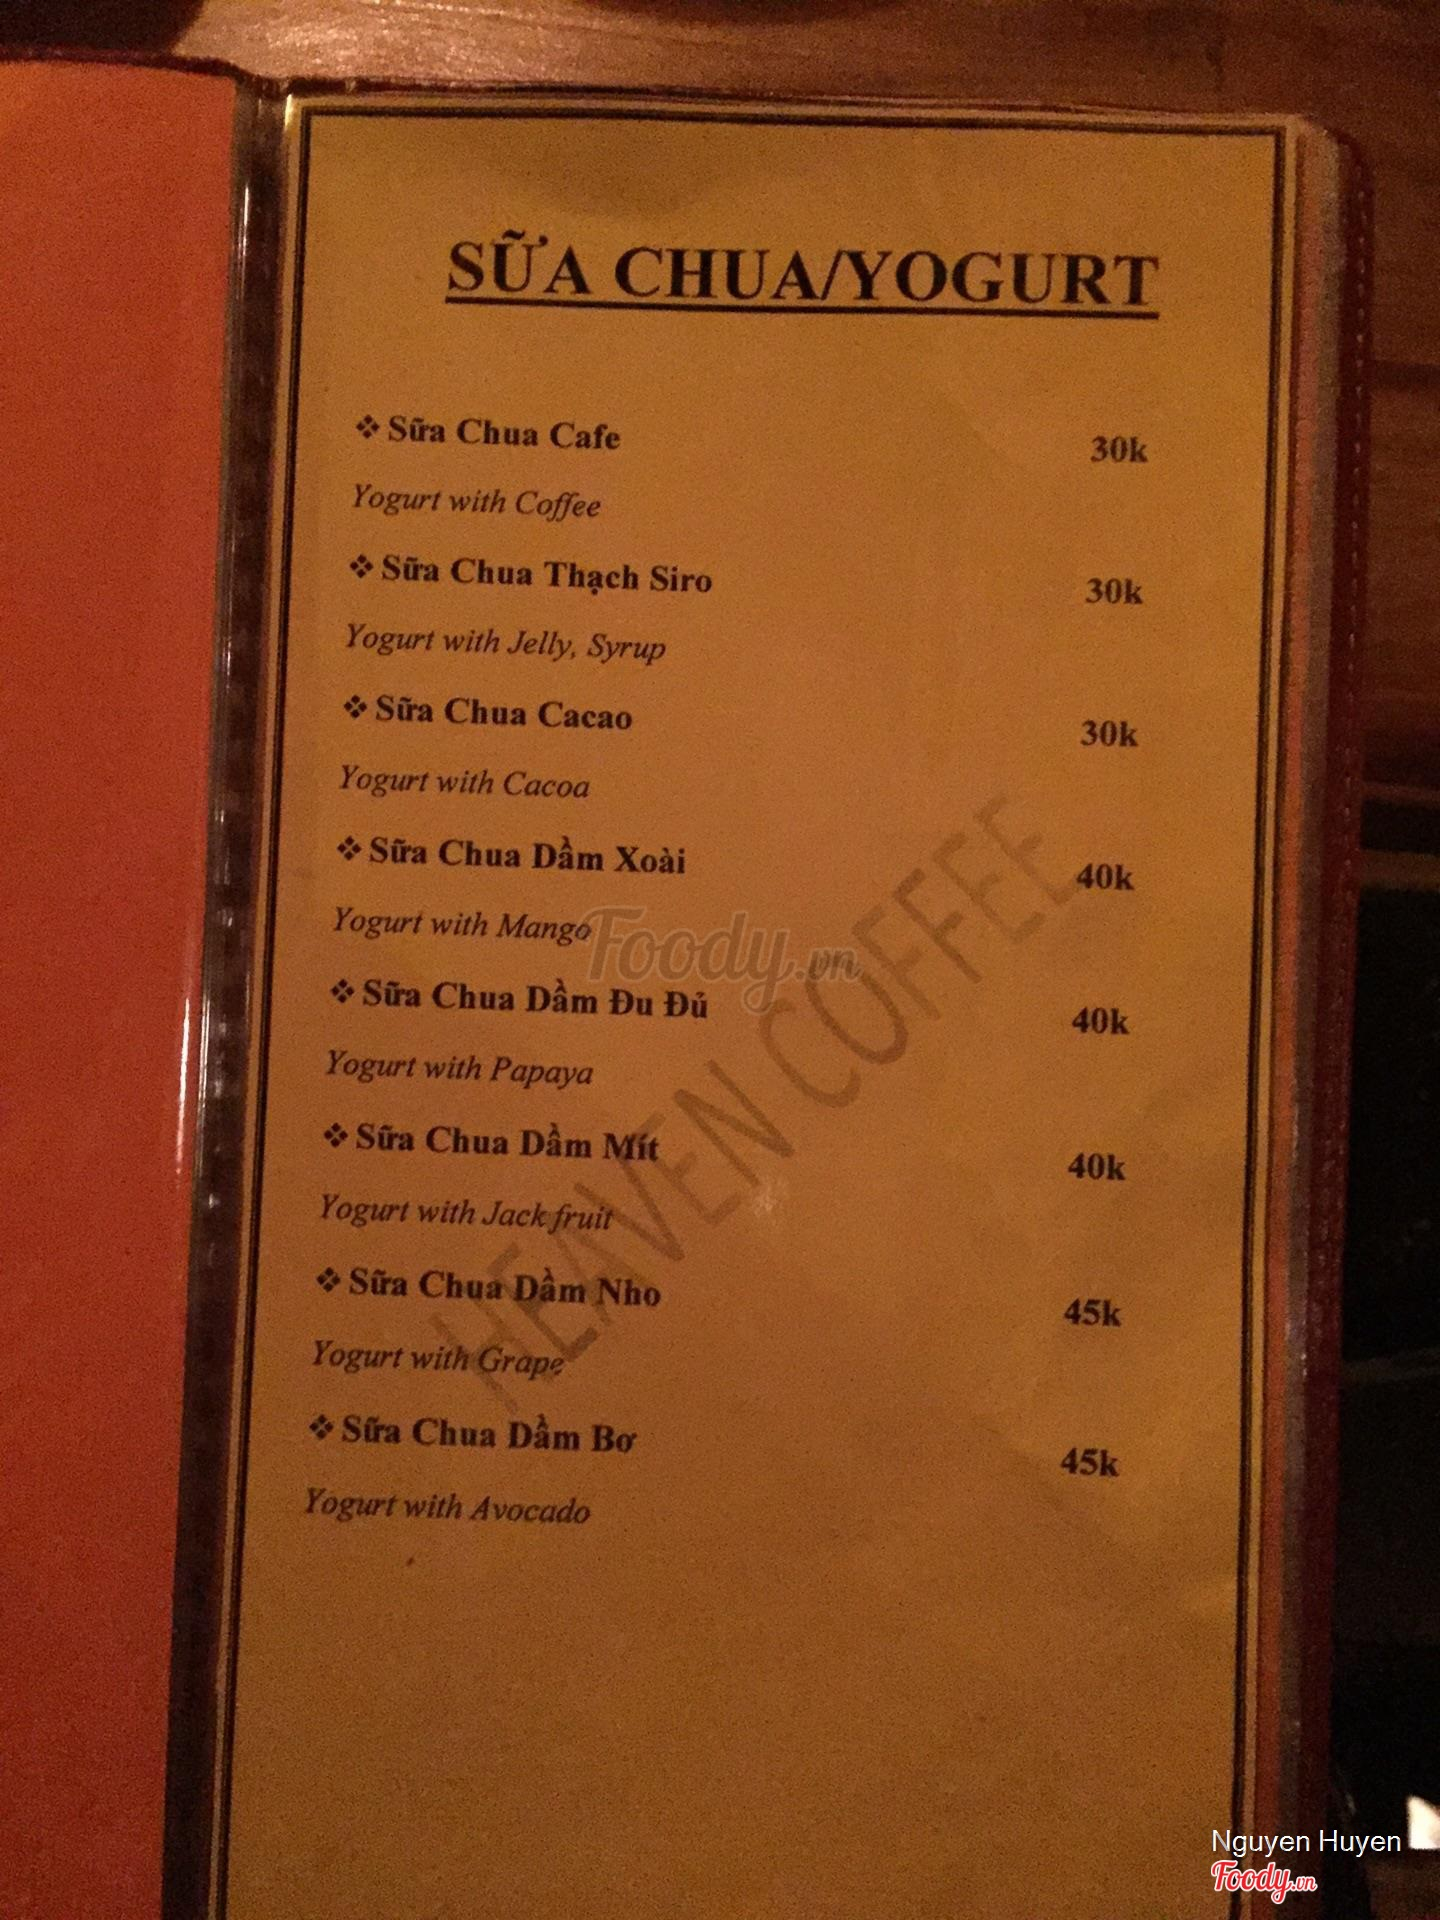 SỮA CHUA/YOGURT
❖ Sữa Chua Cafe 30k
Yogurt with Coffee
❖ Sữa Chua Thạch Siro 30k
Yogurt with Jelly, Syrup
❖ Sữa Chua Cacao 30k
Yogurt with Cacoa
❖ Sữa Chua Dầm Xoài 40k
Yogurt with Mango
❖ Sữa Chua Dầm Đu Đủ 40k
Yogurt with Papaya
❖ Sữa Chua Dầm Mít 40k
Yogurt with Jack fruit
❖ Sữa Chua Dầm Nho 45k
Yogurt with Grape
❖ Sữa Chua Dầm Bơ 45k
Yogurt with Avocado
HEAVEN COFFEE
Foody.vn
Nguyen Huyen
Foody.vn